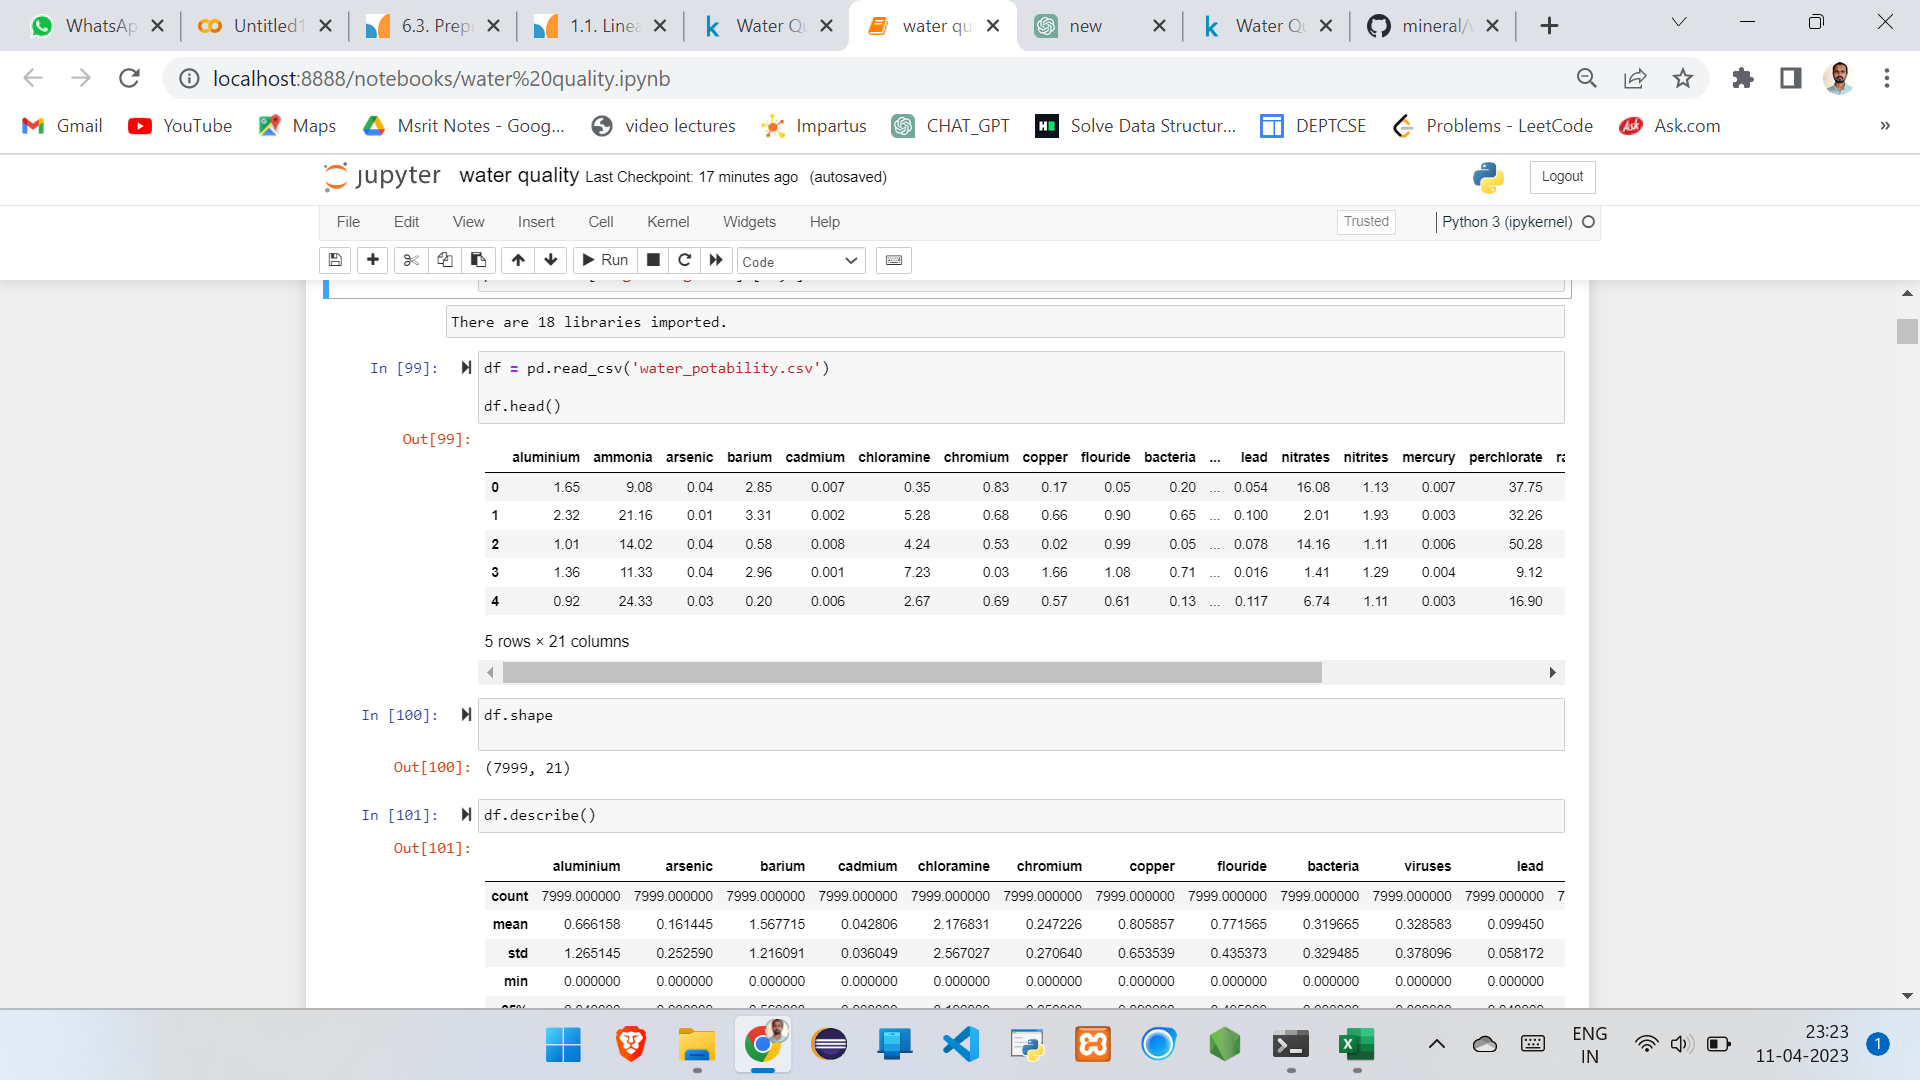 WhatsAp
Untitled1
6.3. Prepr
1.1. Linea
Water Qu
water qu
new
Water Qu
mineral/
localhost:8888/notebooks/water%20quality.ipynb
Gmail YouTube Maps Msrit Notes - Goog... video lectures Impartus CHAT_GPT Solve Data Structur... DEPTCSE Problems - LeetCode Ask.com »
jupyter water quality Last Checkpoint: 17 minutes ago (autosaved) Logout
File Edit View Insert Cell Kernel Widgets Help Trusted Python 3 (ipykernel)
Run Code
There are 18 libraries imported.
In [99]: df = pd.read_csv('water_potability.csv')
df.head()
Out[99]:
aluminium ammonia arsenic barium cadmium chloramine chromium copper flouride bacteria ... lead nitrates nitrites mercury perchlorate ra
0 1.65 9.08 0.04 2.85 0.007 0.35 0.83 0.17 0.05 0.20 ... 0.054 16.08 1.13 0.007 37.75
1 2.32 21.16 0.01 3.31 0.002 5.28 0.68 0.66 0.90 0.65 ... 0.100 2.01 1.93 0.003 32.26
2 1.01 14.02 0.04 0.58 0.008 4.24 0.53 0.02 0.99 0.05 ... 0.078 14.16 1.11 0.006 50.28
3 1.36 11.33 0.04 2.96 0.001 7.23 0.03 1.66 1.08 0.71 ... 0.016 1.41 1.29 0.004 9.12
4 0.92 24.33 0.03 0.20 0.006 2.67 0.69 0.57 0.61 0.13 ... 0.117 6.74 1.11 0.003 16.90
5 rows × 21 columns
In [100]: df.shape
Out[100]: (7999, 21)
In [101]: df.describe()
Out[101]:
aluminium arsenic barium cadmium chloramine chromium copper flouride bacteria viruses lead
count 7999.000000 7999.000000 7999.000000 7999.000000 7999.000000 7999.000000 7999.000000 7999.000000 7999.000000 7999.000000 7999.000000 7
mean 0.666158 0.161445 1.567715 0.042806 2.176831 0.247226 0.805857 0.771565 0.319665 0.328583 0.099450
std 1.265145 0.252590 1.216091 0.036049 2.567027 0.270640 0.653539 0.435373 0.329485 0.378096 0.058172
min 0.000000 0.000000 0.000000 0.000000 0.000000 0.000000 0.000000 0.000000 0.000000 0.000000 0.000000
ENG
IN
23:23
11-04-2023
1